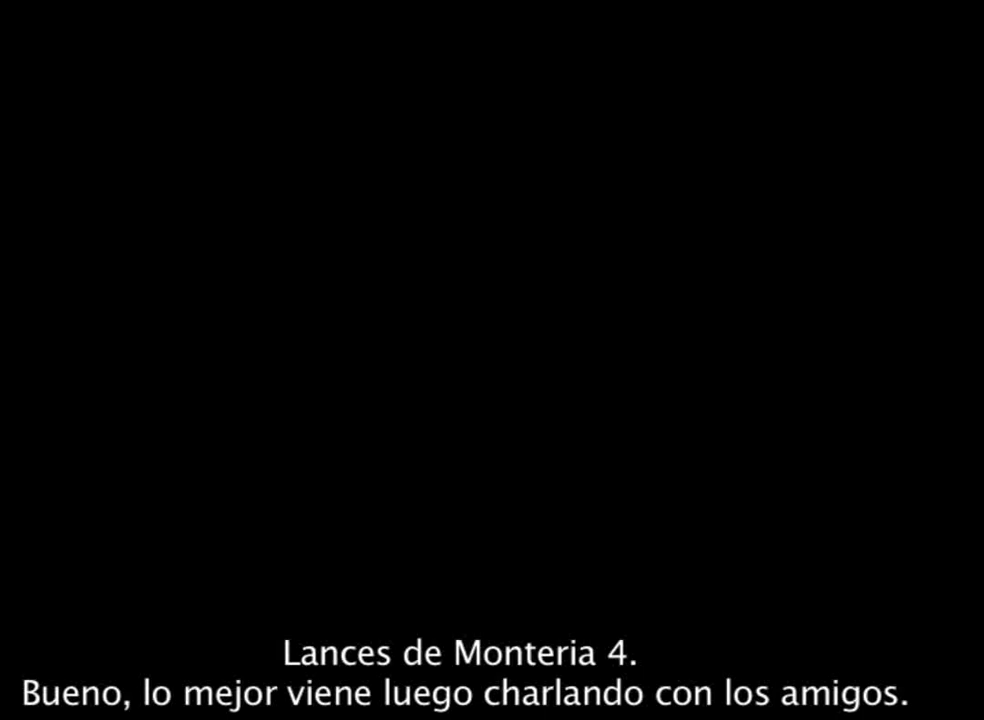 Lances de Monteria 4.
Bueno, lo mejor viene luego charlando con los amigos.